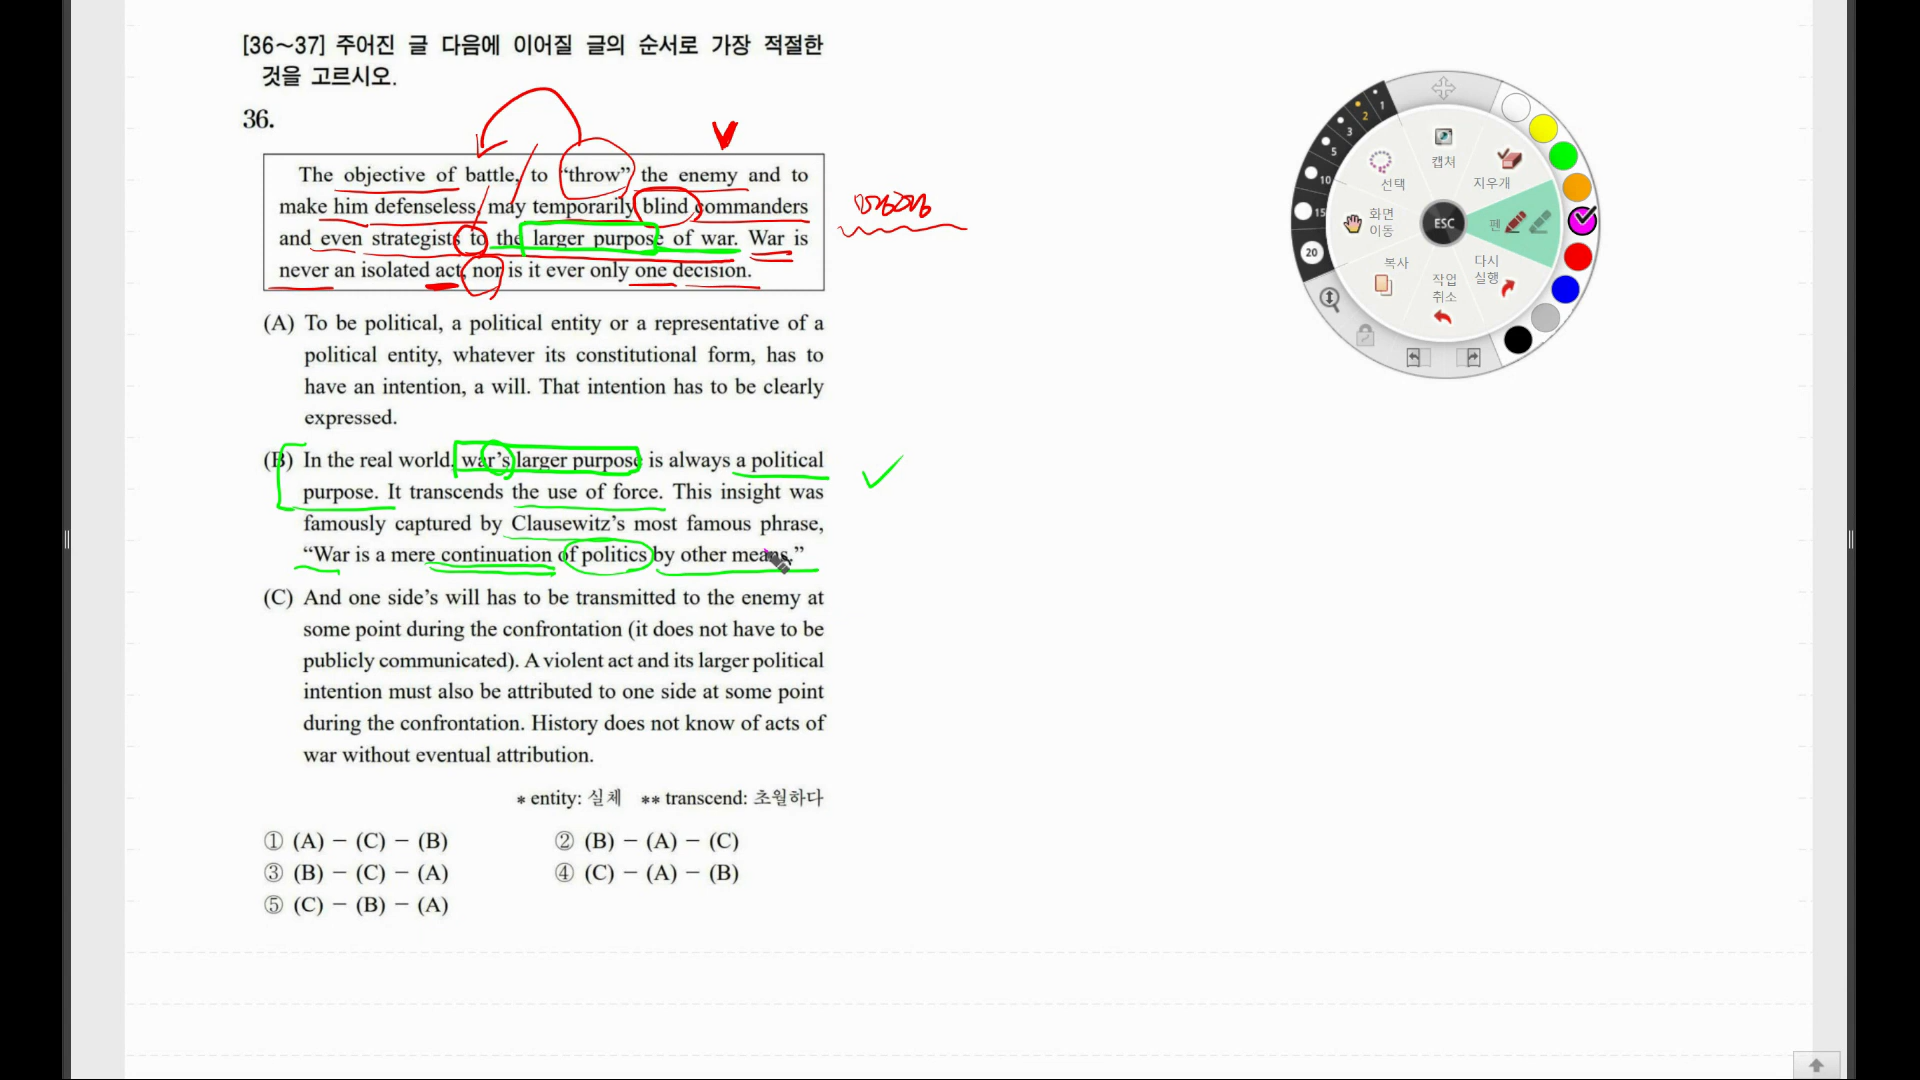 [36~37] 주어진 글 다음에 이어질 글의 순서로 가장 적절한
것을 고르시오.
36.
The objective of battle, to “throw” the enemy and to
make him defenseless, may temporarily blind commanders
and even strategists to the larger purpose of war. War is
never an isolated act, nor is it ever only one decision.
(A) To be political, a political entity or a representative of a
political entity, whatever its constitutional form, has to
have an intention, a will. That intention has to be clearly
expressed.
(B) In the real world, war’s larger purpose is always a political
purpose. It transcends the use of force. This insight was
famously captured by Clausewitz’s most famous phrase,
“War is a mere continuation of politics by other means.”
(C) And one side’s will has to be transmitted to the enemy at
some point during the confrontation (it does not have to be
publicly communicated). A violent act and its larger political
intention must also be attributed to one side at some point
during the confrontation. History does not know of acts of
war without eventual attribution.
* entity: 실체 ** transcend: 초월하다
① (A) - (C) - (B) ② (B) - (A) - (C)
③ (B) - (C) - (A) ④ (C) - (A) - (B)
⑤ (C) - (B) - (A)
1
2
3
5
10
15
20
캡쳐
선택
지우개
화면
이동
ESC
펜
복사
작업
취소
다시
실행